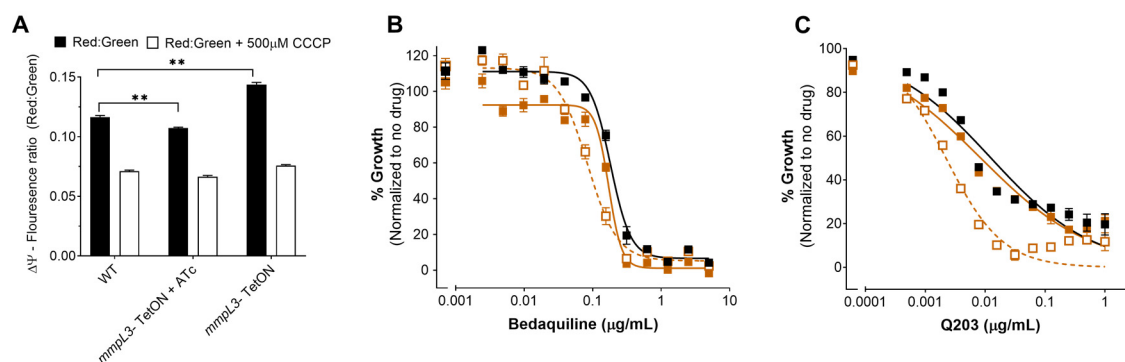 A
Red:Green
Red:Green + 500µM CCCP
ΔΨ - Flouresence ratio (Red:Green)
0.15
0.10
0.05
0.00
**
**
WT
mmpL3- TetON + ATc
mmpL3- TetON
B
% Growth
(Normalized to no drug)
120
100
80
60
40
20
0
0.001
0.01
0.1
1
10
Bedaquiline (µg/mL)
C
% Growth
(Normalized to no drug)
100
80
60
40
20
0
0.0001
0.001
0.01
0.1
1
Q203 (µg/mL)